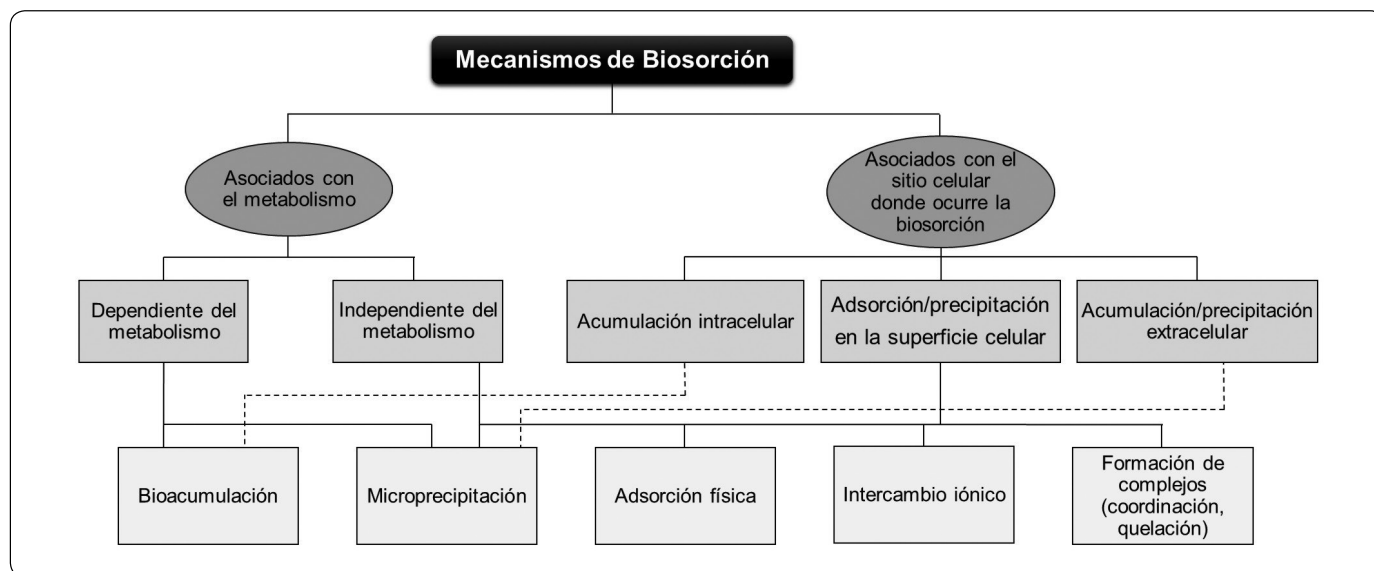 Mecanismos de Biosorción
Asociados con
el metabolismo
Asociados con el
sitio celular
donde ocurre la
biosorción
Dependiente del
metabolismo
Independiente del
metabolismo
Acumulación intracelular
Adsorción/precipitación
en la superficie celular
Acumulación/precipitación
extracelular
Bioacumulación
Microprecipitación
Adsorción física
Intercambio iónico
Formación de
complejos
(coordinación,
quelación)